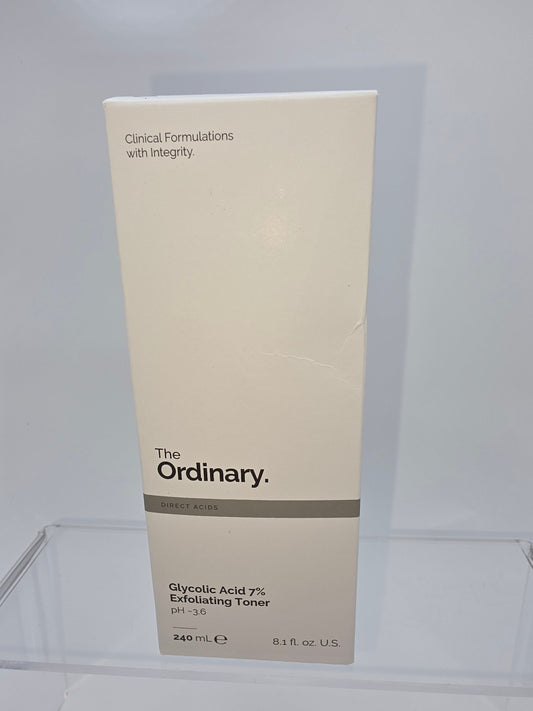 Clinical Formulations
with Integrity.
The
Ordinary.
DIRECT ACIDS
Glycolic Acid 7%
Exfoliating Toner
pH ~3.6
240 mL ℮
8.1 fl. oz. U.S.